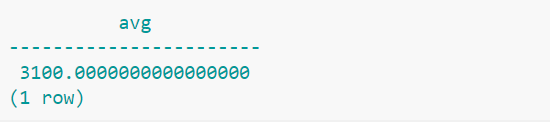 avg
-----------------------
3100.0000000000000000
(1 row)